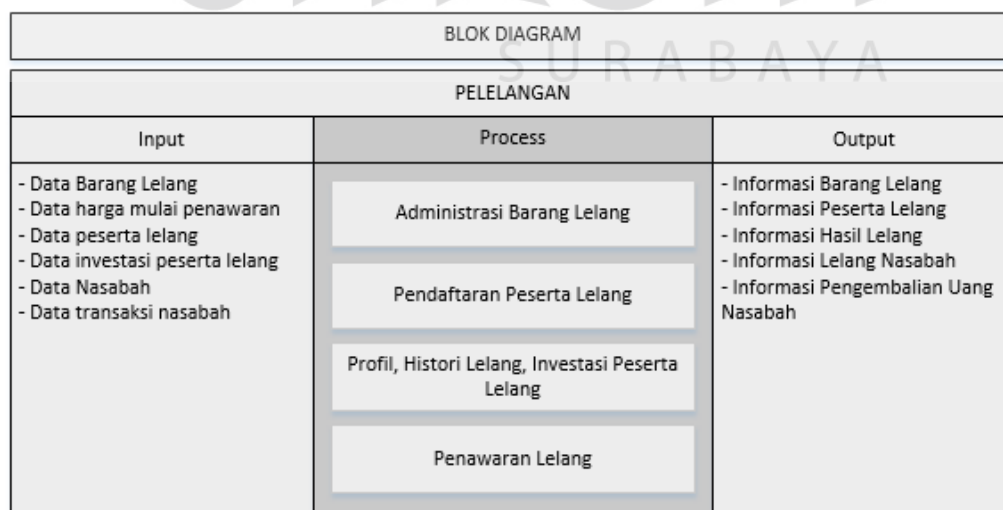 BLOK DIAGRAM
SURABAYA
PELELANGAN
Input
Process
Output
- Data Barang Lelang
- Data harga mulai penawaran
- Data peserta lelang
- Data investasi peserta lelang
- Data Nasabah
- Data transaksi nasabah
Administrasi Barang Lelang
Pendaftaran Peserta Lelang
Profil, Histori Lelang, Investasi Peserta
Lelang
Penawaran Lelang
- Informasi Barang Lelang
- Informasi Peserta Lelang
- Informasi Hasil Lelang
- Informasi Lelang Nasabah
- Informasi Pengembalian Uang
Nasabah